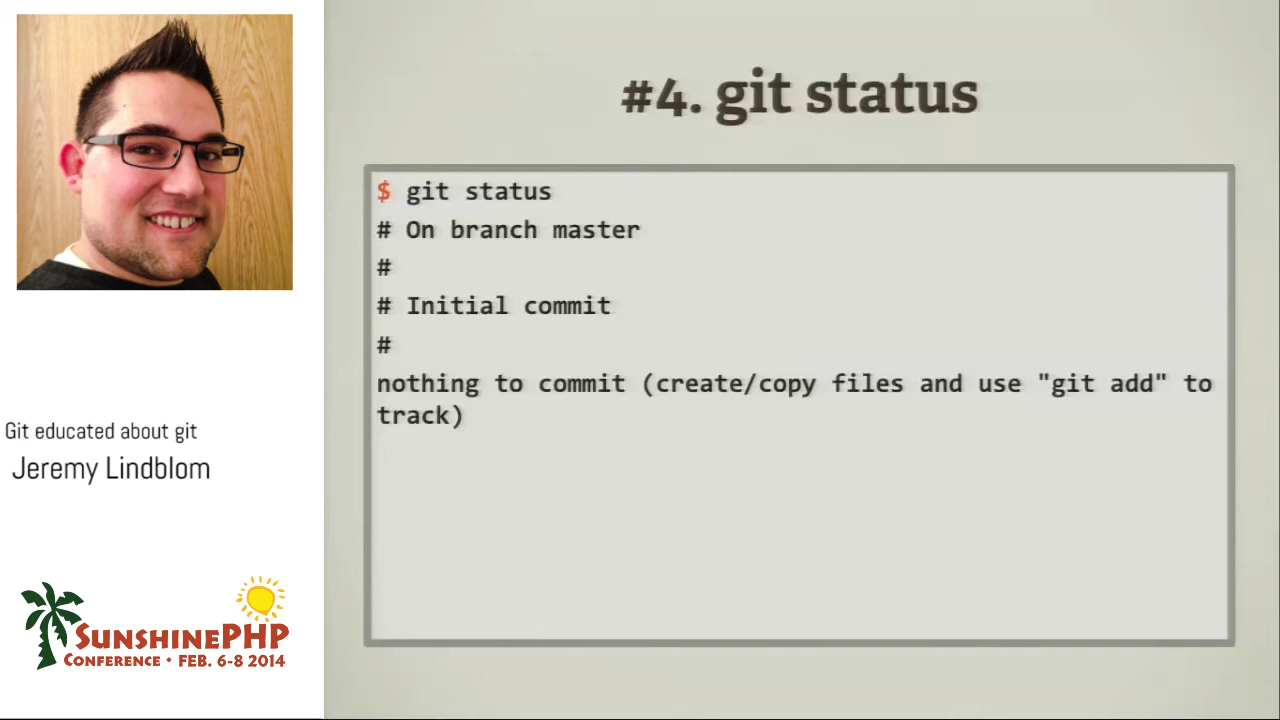 #4. git status
$ git status
# On branch master
#
# Initial commit
#
nothing to commit (create/copy files and use "git add" to
track)
Git educated about git
Jeremy Lindblom
SUNSHINEPHP
CONFERENCE • FEB. 6-8 2014